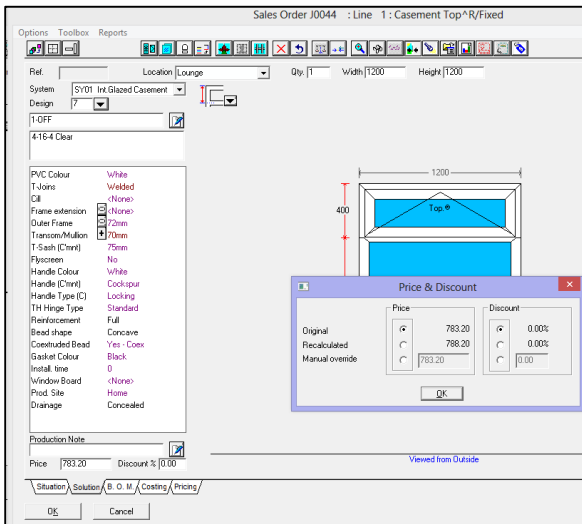 Sales Order J0044 : Line 1 : Casement Top^R/Fixed
Options Toolbox Reports
Ref. Location Lounge Qty. 1 Width 1200 Height 1200
System SY01 Int.Glazed Casement
Design 7
1-OFF
4-16-4 Clear
PVC Colour White
T-Joins Welded
Cill <None>
Frame extension <None>
Outer Frame 72mm
Transom/Mullion 70mm
T-Sash (C'mnt) 75mm
Flyscreen No
Handle Colour White
Handle (C'mnt) Cockspur
Handle Type (C) Locking
TH Hinge Type Standard
Reinforcement Full
Bead shape Concave
Coextruded Bead Yes - Coex
Gasket Colour Black
Install. time 0
Window Board <None>
Prod. Site Home
Drainage Concealed
Production Note
Price 783.20 Discount % 0.00
Situation Solution B. O. M. Costing Pricing
OK Cancel
1200
400
Top.®
Price & Discount
Price Discount
Original 783.20 0.00%
Recalculated 788.20 0.00%
Manual override 783.20 0.00
OK
Viewed from Outside